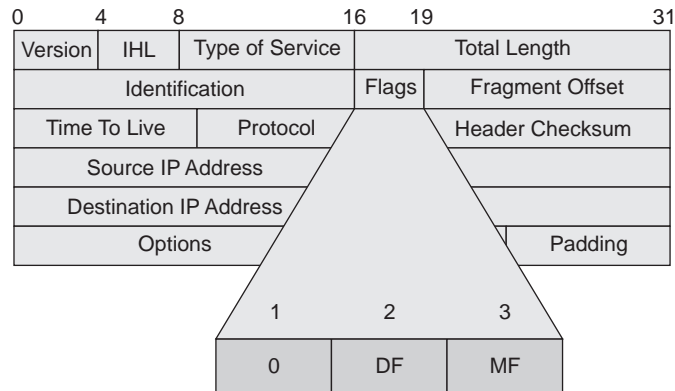 0 4 8 16 19 31
Version IHL Type of Service Total Length
Identification Flags Fragment Offset
Time To Live Protocol Header Checksum
Source IP Address
Destination IP Address
Options Padding
1 2 3
0 DF MF